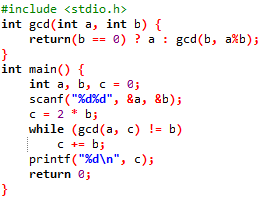 #include <stdio.h>
int gcd(int a, int b) {
    return(b == 0) ? a : gcd(b, a%b);
}
int main() {
    int a, b, c = 0;
    scanf("%d%d", &a, &b);
    c = 2 * b;
    while (gcd(a, c) != b)
        c += b;
    printf("%d\n", c);
    return 0;
}